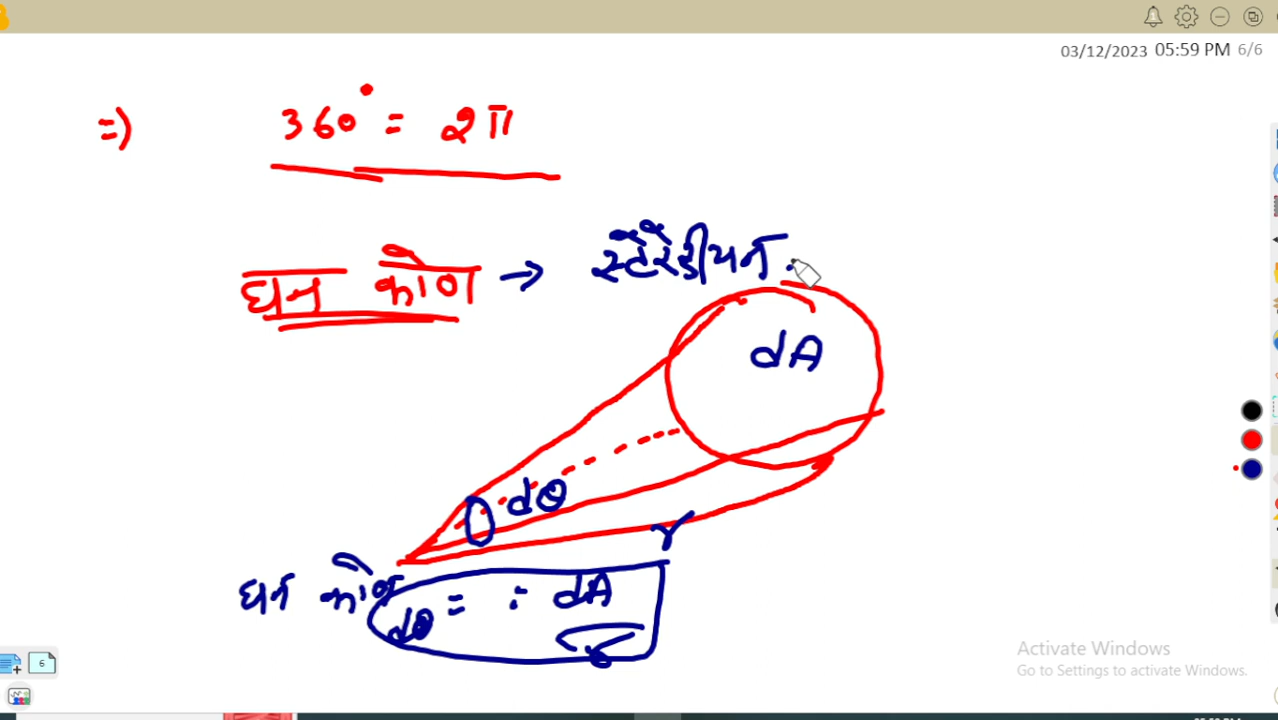 03/12/2023 05:59 PM 6/6
=) 360° = 2π
घन कोण → स्टेरेडीयन
dA
dθ
r
घन कोण
dθ = = dA
Activate Windows
Go to Settings to activate Windows.
6